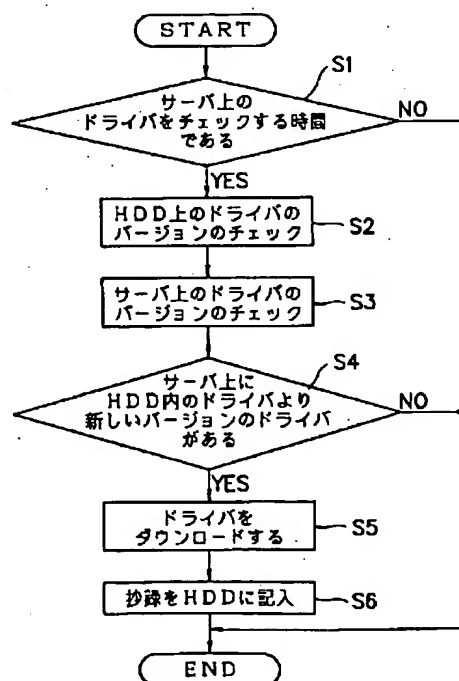 START
S1
サーバ上の
ドライバをチェックする時間
である
NO
YES
HDD上のドライバの
バージョンのチェック
S2
サーバ上のドライバの
バージョンのチェック
S3
S4
サーバ上に
HDD内のドライバより
新しいバージョンのドライバ
がある
NO
YES
ドライバを
ダウンロードする
S5
抄録をHDDに記入
S6
END